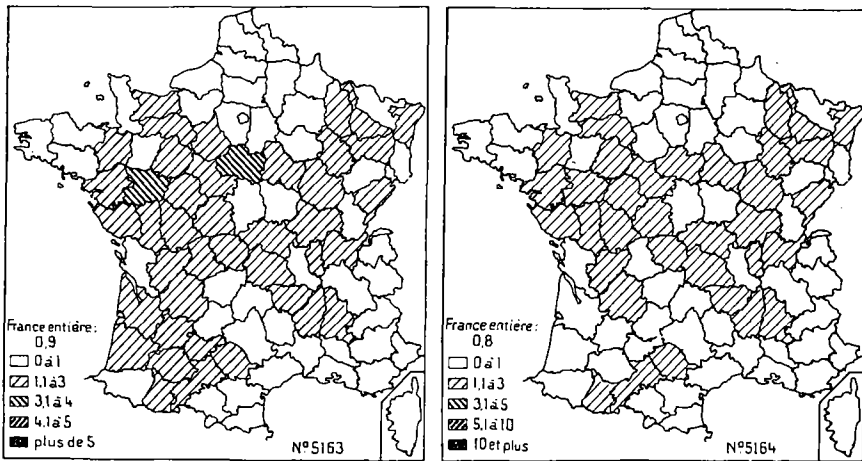 France entière:
0,9
0 à 1
1,1 à 3
3,1 à 4
4,1 à 5
plus de 5
Nº 5163
France entière:
0,8
0 à 1
1,1 à 3
3,1 à 5
5,1 à 10
10 et plus
Nº 5164